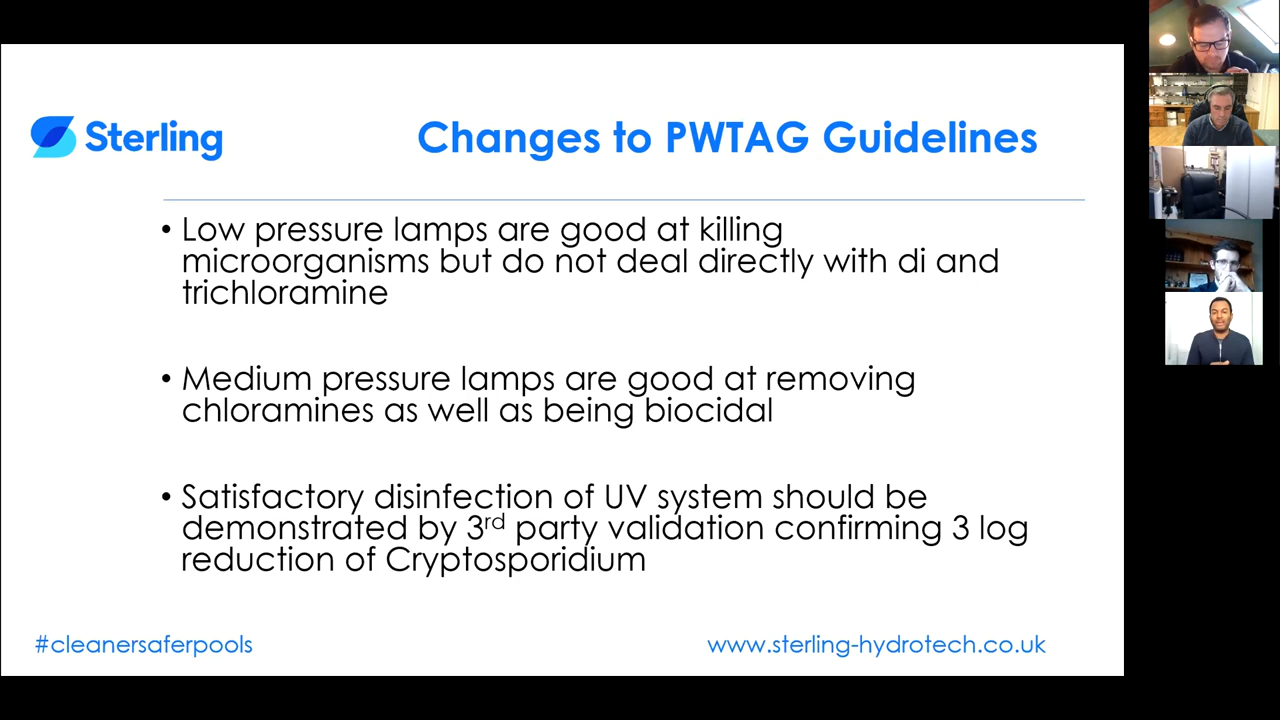 Sterling
Changes to PWTAG Guidelines
• Low pressure lamps are good at killing
microorganisms but do not deal directly with di and
trichloramine
• Medium pressure lamps are good at removing
chloramines as well as being biocidal
• Satisfactory disinfection of UV system should be
demonstrated by 3rd party validation confirming 3 log
reduction of Cryptosporidium
#cleanersaferpools
www.sterling-hydrotech.co.uk